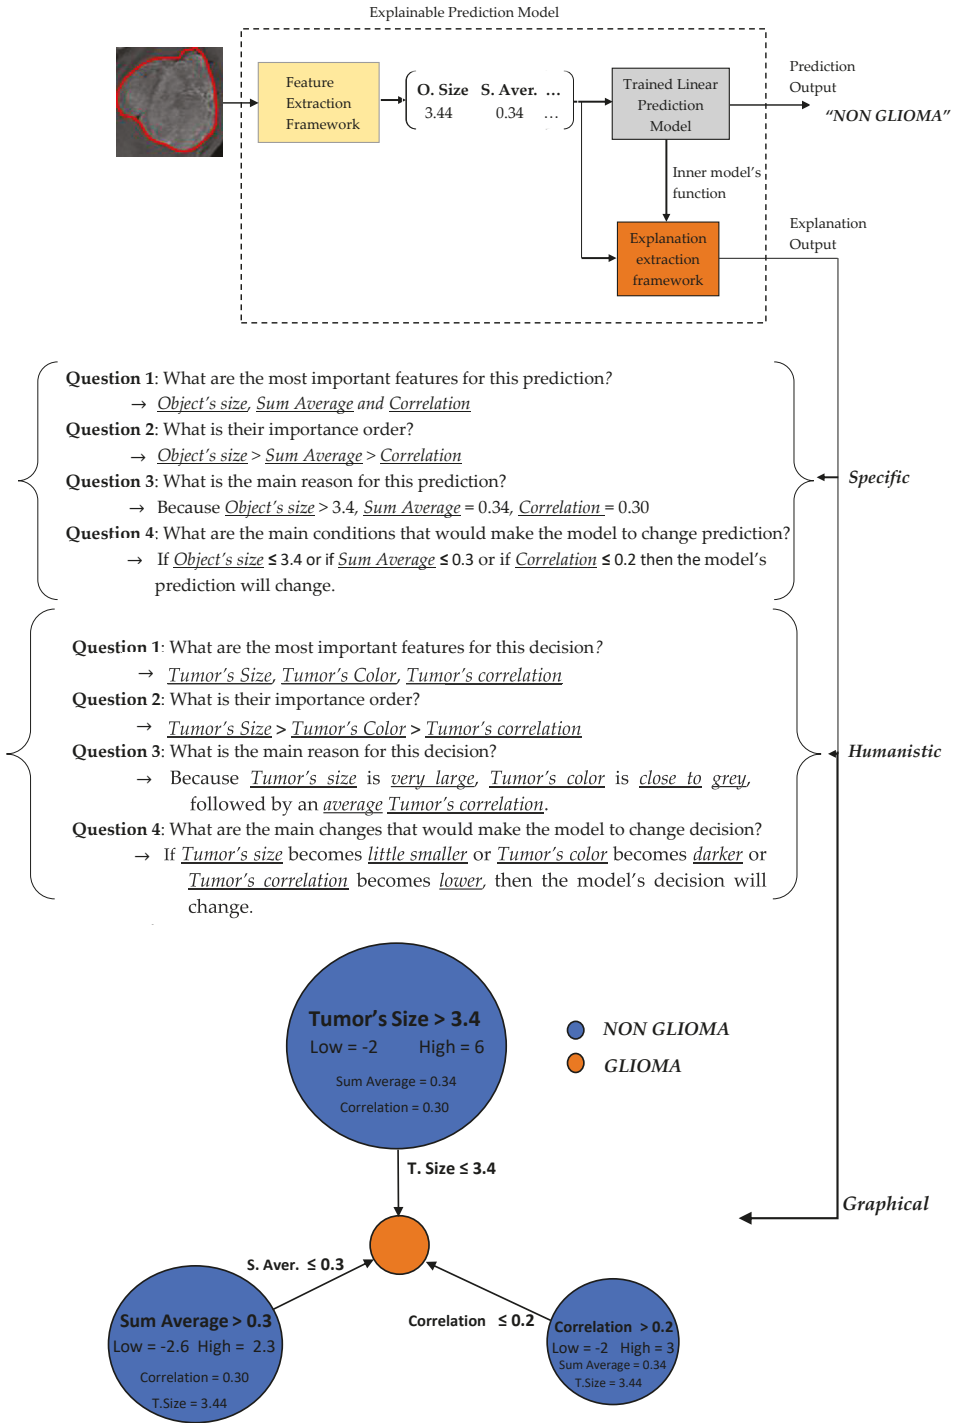 Explainable Prediction Model
Feature
Extraction
Framework
O. Size S. Aver. ...
3.44 0.34 ...
Trained Linear
Prediction
Model
Prediction
Output
“NON GLIOMA”
Inner model’s
function
Explanation
extraction
framework
Explanation
Output
Question 1: What are the most important features for this prediction?
→ Object’s size, Sum Average and Correlation
Question 2: What is their importance order?
→ Object’s size > Sum Average > Correlation
Question 3: What is the main reason for this prediction?
→ Because Object’s size > 3.4, Sum Average = 0.34, Correlation = 0.30
Question 4: What are the main conditions that would make the model to change prediction?
→ If Object’s size ≤ 3.4 or if Sum Average ≤ 0.3 or if Correlation ≤ 0.2 then the model’s
prediction will change.
Specific
Question 1: What are the most important features for this decision?
→ Tumor’s Size, Tumor’s Color, Tumor’s correlation
Question 2: What is their importance order?
→ Tumor’s Size > Tumor’s Color > Tumor’s correlation
Question 3: What is the main reason for this decision?
→ Because Tumor’s size is very large, Tumor’s color is close to grey,
followed by an average Tumor’s correlation.
Question 4: What are the main changes that would make the model to change decision?
→ If Tumor’s size becomes little smaller or Tumor’s color becomes darker or
Tumor’s correlation becomes lower, then the model’s decision will
change.
Humanistic
Tumor’s Size > 3.4
Low = -2 High = 6
Sum Average = 0.34
Correlation = 0.30
NON GLIOMA
GLIOMA
T. Size ≤ 3.4
Graphical
S. Aver. ≤ 0.3
Correlation ≤ 0.2
Sum Average > 0.3
Low = -2.6 High = 2.3
Correlation = 0.30
T.Size = 3.44
Correlation > 0.2
Low = -2 High = 3
Sum Average = 0.34
T.Size = 3.44